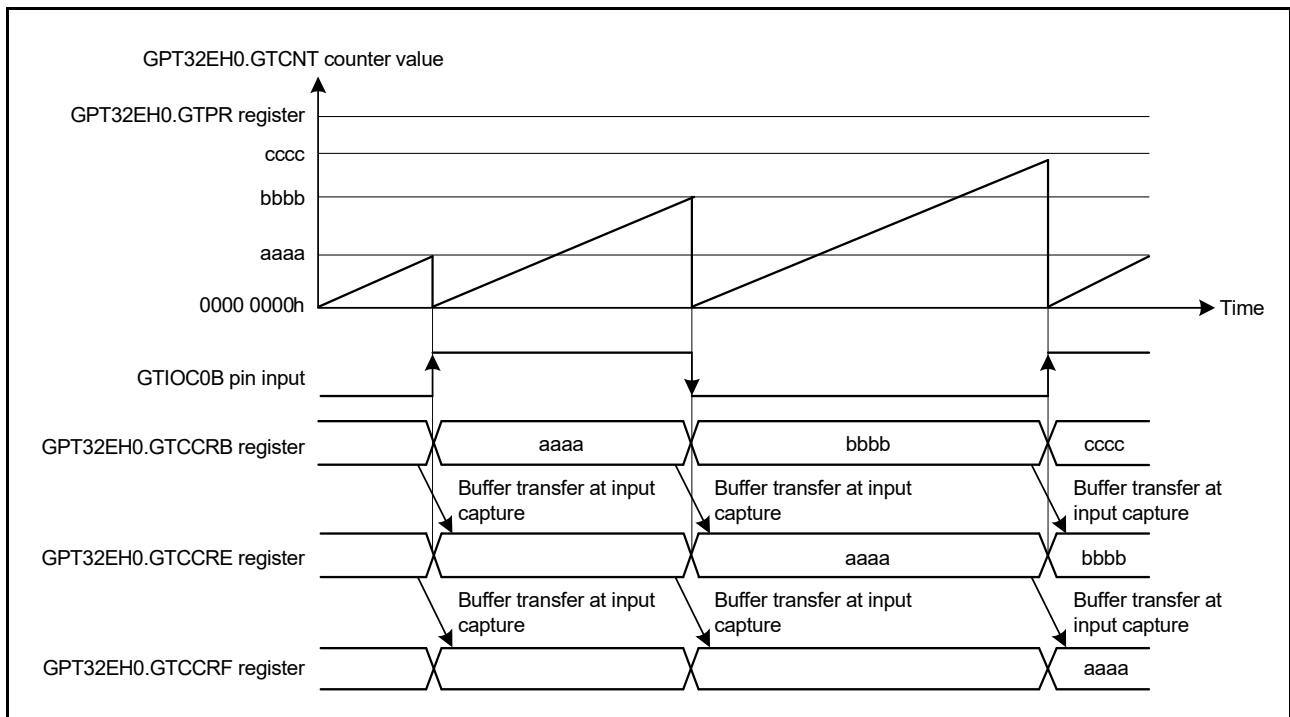 GPT32EH0.GTCNT counter value
GPT32EH0.GTPR register
cccc
bbbb
aaaa
0000 0000h
Time
GTIOC0B pin input
GPT32EH0.GTCCRB register
aaaa
bbbb
cccc
Buffer transfer at input
capture
Buffer transfer at input
capture
Buffer transfer at
input capture
GPT32EH0.GTCCRE register
aaaa
bbbb
Buffer transfer at input
capture
Buffer transfer at input
capture
Buffer transfer at
input capture
GPT32EH0.GTCCRF register
aaaa